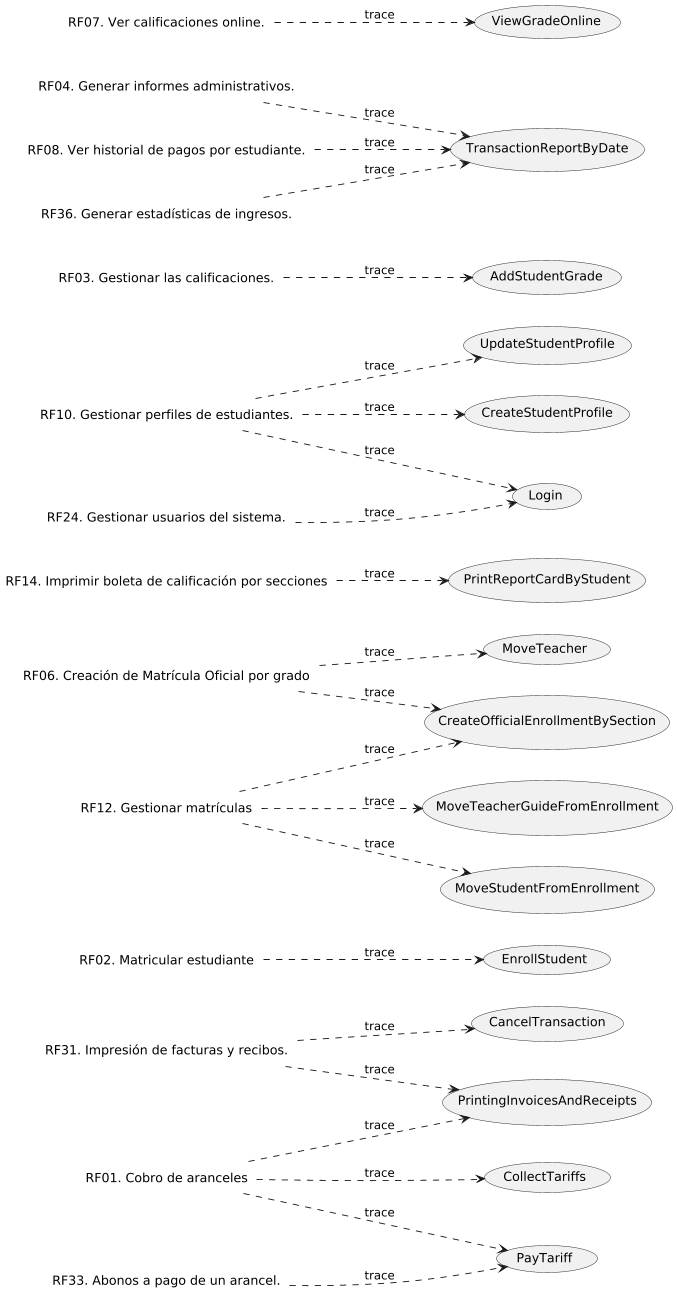 RF07. Ver calificaciones online.
trace
ViewGradeOnline
RF04. Generar informes administrativos.
trace
RF08. Ver historial de pagos por estudiante.
trace
TransactionReportByDate
trace
RF36. Generar estadísticas de ingresos.
RF03. Gestionar las calificaciones.
trace
AddStudentGrade
UpdateStudentProfile
trace
RF10. Gestionar perfiles de estudiantes.
trace
CreateStudentProfile
trace
Login
RF24. Gestionar usuarios del sistema.
trace
RF14. Imprimir boleta de calificación por secciones
trace
PrintReportCardByStudent
trace
MoveTeacher
RF06. Creación de Matrícula Oficial por grado
trace
CreateOfficialEnrollmentBySection
trace
RF12. Gestionar matrículas
trace
MoveTeacherGuideFromEnrollment
trace
MoveStudentFromEnrollment
RF02. Matricular estudiante
trace
EnrollStudent
trace
CancelTransaction
RF31. Impresión de facturas y recibos.
trace
PrintingInvoicesAndReceipts
trace
RF01. Cobro de aranceles
trace
CollectTariffs
trace
PayTariff
RF33. Abonos a pago de un arancel.
trace